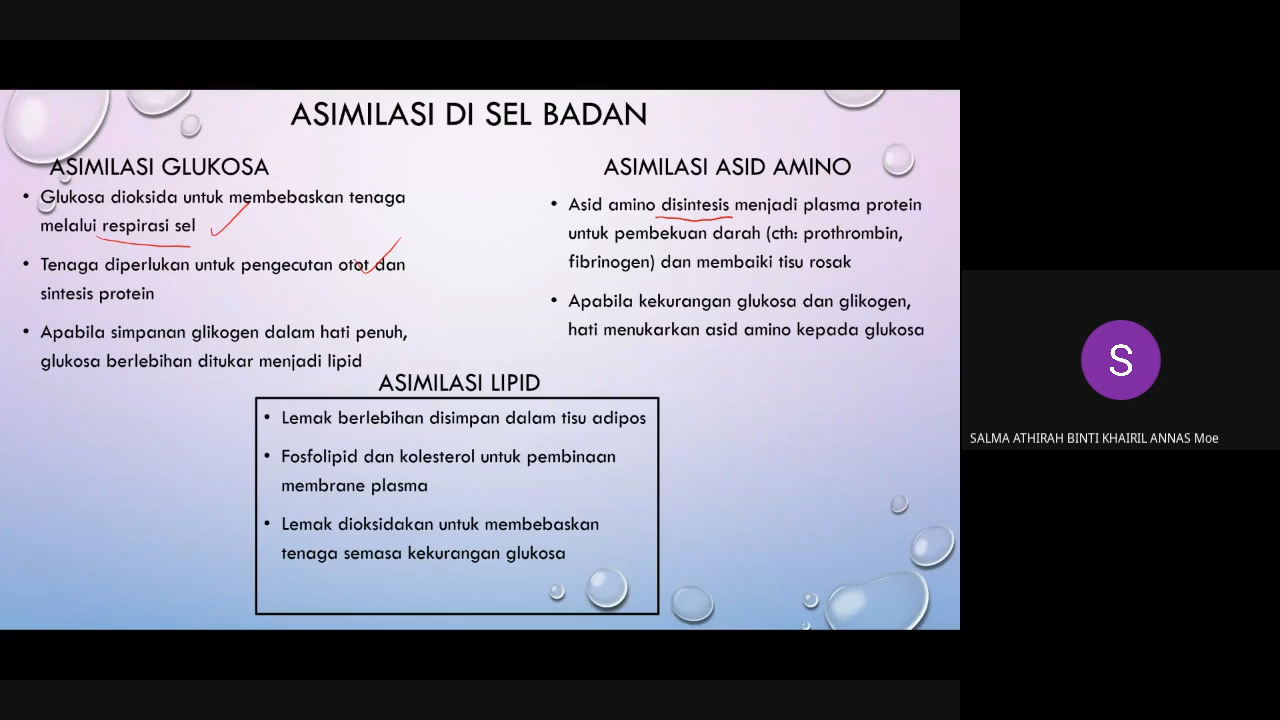 ASIMILASI DI SEL BADAN
ASIMILASI GLUKOSA
• Glukosa dioksida untuk membebaskan tenaga
melalui respirasi sel
• Tenaga diperlukan untuk pengecutan otot dan
sintesis protein
• Apabila simpanan glikogen dalam hati penuh,
glukosa berlebihan ditukar menjadi lipid
ASIMILASI ASID AMINO
• Asid amino disintesis menjadi plasma protein
untuk pembekuan darah (cth: prothrombin,
fibrinogen) dan membaiki tisu rosak
• Apabila kekurangan glukosa dan glikogen,
hati menukarkan asid amino kepada glukosa
ASIMILASI LIPID
• Lemak berlebihan disimpan dalam tisu adipos
• Fosfolipid dan kolesterol untuk pembinaan
membrane plasma
• Lemak dioksidakan untuk membebaskan
tenaga semasa kekurangan glukosa
S
SALMA ATHIRAH BINTI KHAIRIL ANNAS Moe